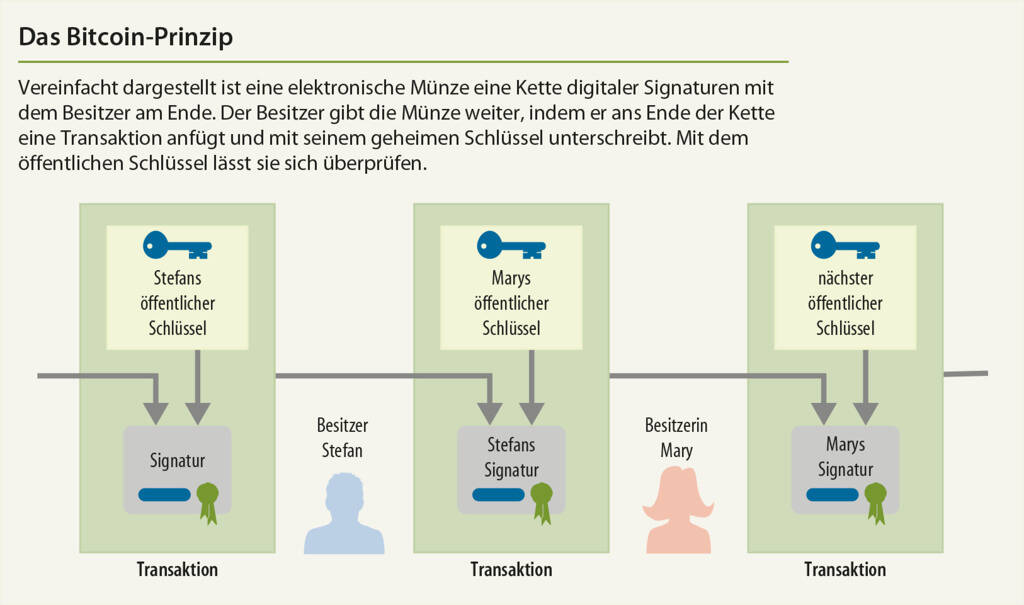 Das Bitcoin-Prinzip
Vereinfacht dargestellt ist eine elektronische Münze eine Kette digitaler Signaturen mit
dem Besitzer am Ende. Der Besitzer gibt die Münze weiter, indem er ans Ende der Kette
eine Transaktion anfügt und mit seinem geheimen Schlüssel unterschreibt. Mit dem
öffentlichen Schlüssel lässt sie sich überprüfen.
Stefans
öffentlicher
Schlüssel
Signatur
Transaktion
Besitzer
Stefan
Marys
öffentlicher
Schlüssel
Stefans
Signatur
Transaktion
Besitzerin
Mary
nächster
öffentlicher
Schlüssel
Marys
Signatur
Transaktion